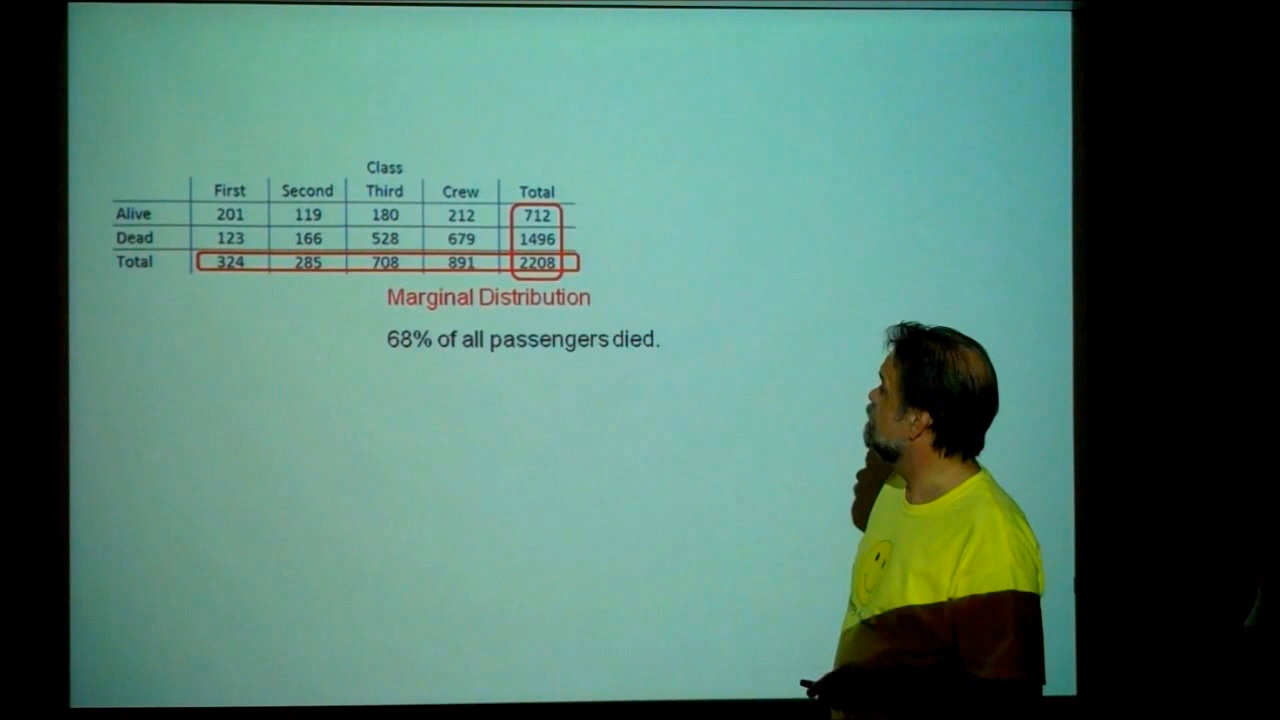 Class
First Second Third Crew Total
Alive 201 119 180 212 712
Dead 123 166 528 679 1496
Total 324 285 708 891 2208
Marginal Distribution
68% of all passengers died.